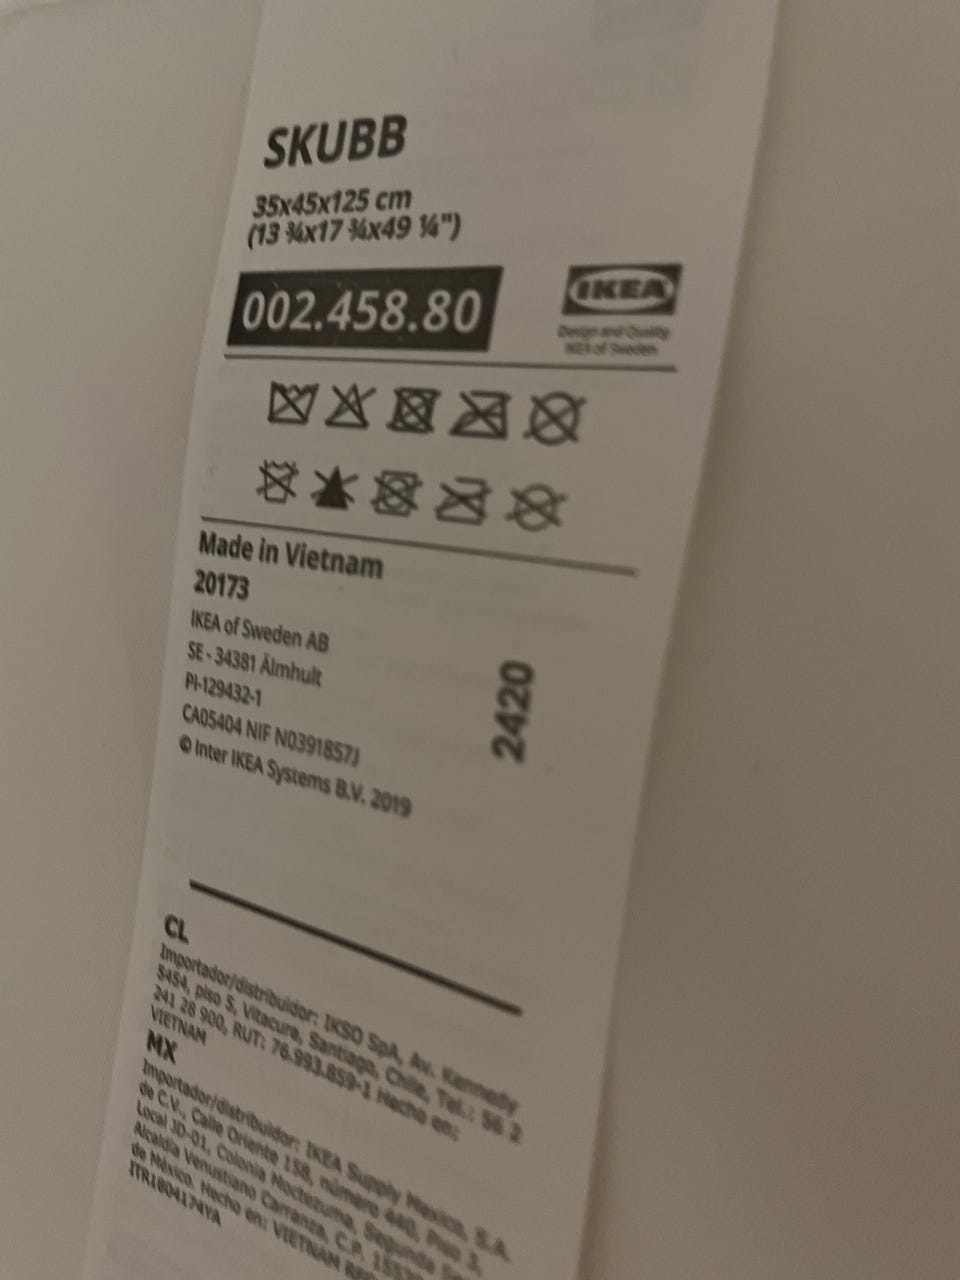 SKUBB
35x45x125 cm
(13 ¾x17 ¾x49 ¼")
002.458.80
IKEA
Design and Quality
IKEA of Sweden
Made in Vietnam
20173
IKEA of Sweden AB
SE - 34381 Älmhult
PI-129432-1
CA05404 NIF N0391857J
© Inter IKEA Systems B.V. 2019
2420
CL
Importador/distribuidor: IKSO SpA, Av. Kennedy
5454, piso 5, Vitacura, Santiago, Chile, Tel.: 56 2
241 28 900, RUT: 76.993.859-1 Hecho en:
VIETNAM
MX
Importador/distribuidor: IKEA Supply Mexico, S.A.
de C.V., Calle Oriente 158, número 440, Piso 3,
Local JD-01, Colonia Moctezuma, Segunda
Alcaldía Venustiano Carranza, C.P.
de México. Hecho en: VIETNAM
ITR1804174YA